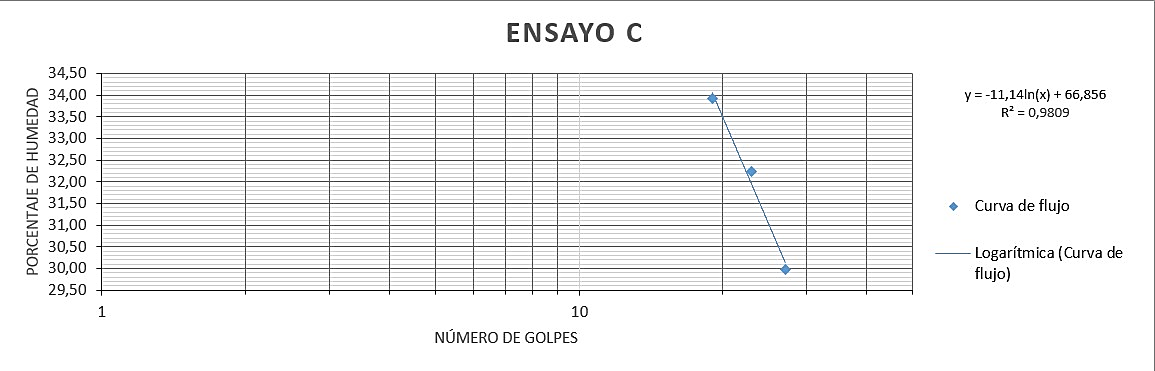 ENSAYO C
PORCENTAJE DE HUMEDAD
34,50
34,00
33,50
33,00
32,50
32,00
31,50
31,00
30,50
30,00
29,50
1
10
NÚMERO DE GOLPES
y = -11,14ln(x) + 66,856
R² = 0,9809
Curva de flujo
Logarítmica (Curva de
flujo)